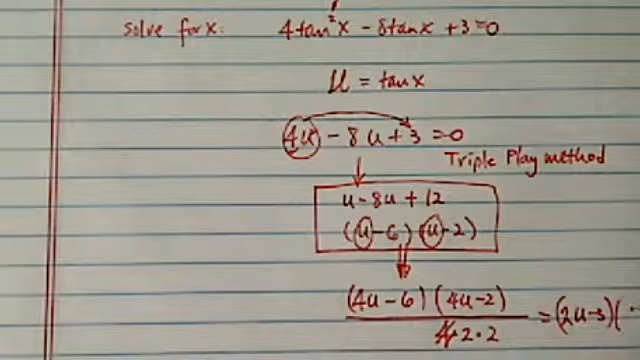 solve for x: 4tan²x - 8tanx + 3 = 0
u = tanx
4u - 8u + 3 = 0
Triple Play method
u - 8u + 12
(u - 6)(u - 2)
(4u - 6)(4u - 2)
4 2·2 = (2u - 3)(